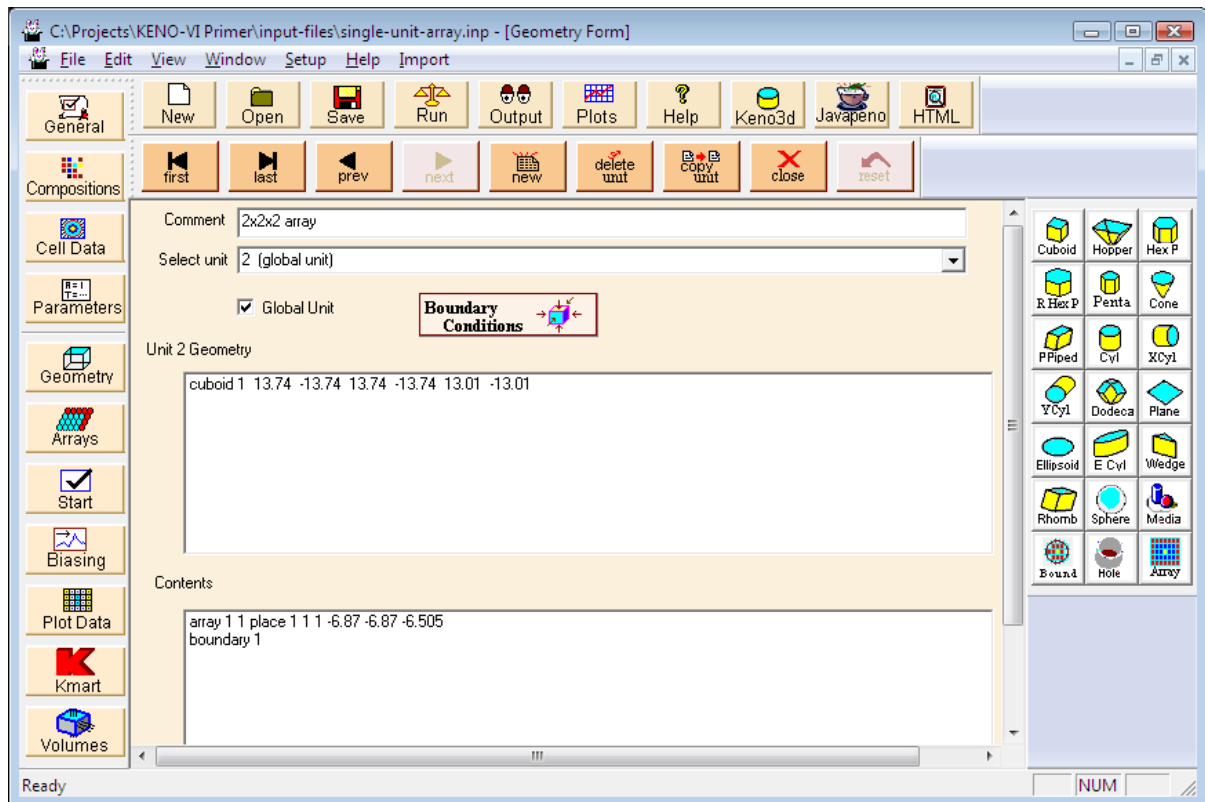 C:\Projects\KENO-VI Primer\input-files\single-unit-array.inp - [Geometry Form]
File Edit View Window Setup Help Import
General
New Open Save Run Output Plots Help Keno3d Javapeno HTML
Compositions
first last prev next new delete unit copy unit close reset
Cell Data
Parameters
R=1
T=...
Geometry
Arrays
Start
Biasing
Plot Data
Kmart
Volumes
Comment 2x2x2 array
Select unit 2 (global unit)
Global Unit
Boundary
Conditions
Unit 2 Geometry
cuboid 1 13.74 -13.74 13.74 -13.74 13.01 -13.01
Contents
array 1 1 place 1 1 1 -6.87 -6.87 -6.505
boundary 1
Cuboid Hopper Hex P
R Hex P Penta Cone
PPiped Cyl XCyl
YCyl Dodeca Plane
Ellipsoid E Cyl Wedge
Rhomb Sphere Media
Bound Hole Array
Ready
NUM